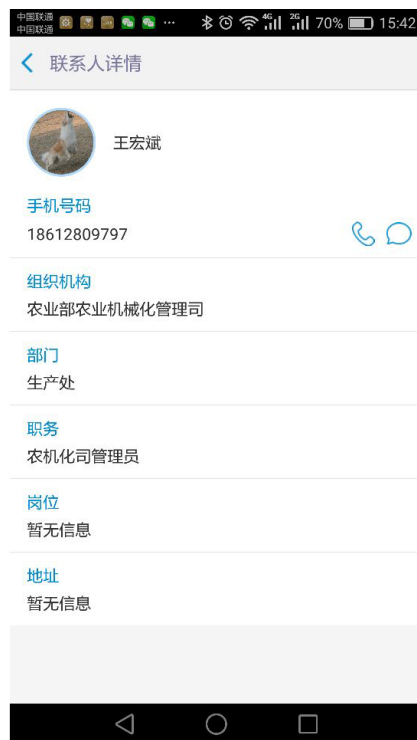 中国联通
中国联通
4G 2G 70% 15:42
联系人详情
王宏斌
手机号码
18612809797
组织机构
农业部农业机械化管理司
部门
生产处
职务
农机化司管理员
岗位
暂无信息
地址
暂无信息